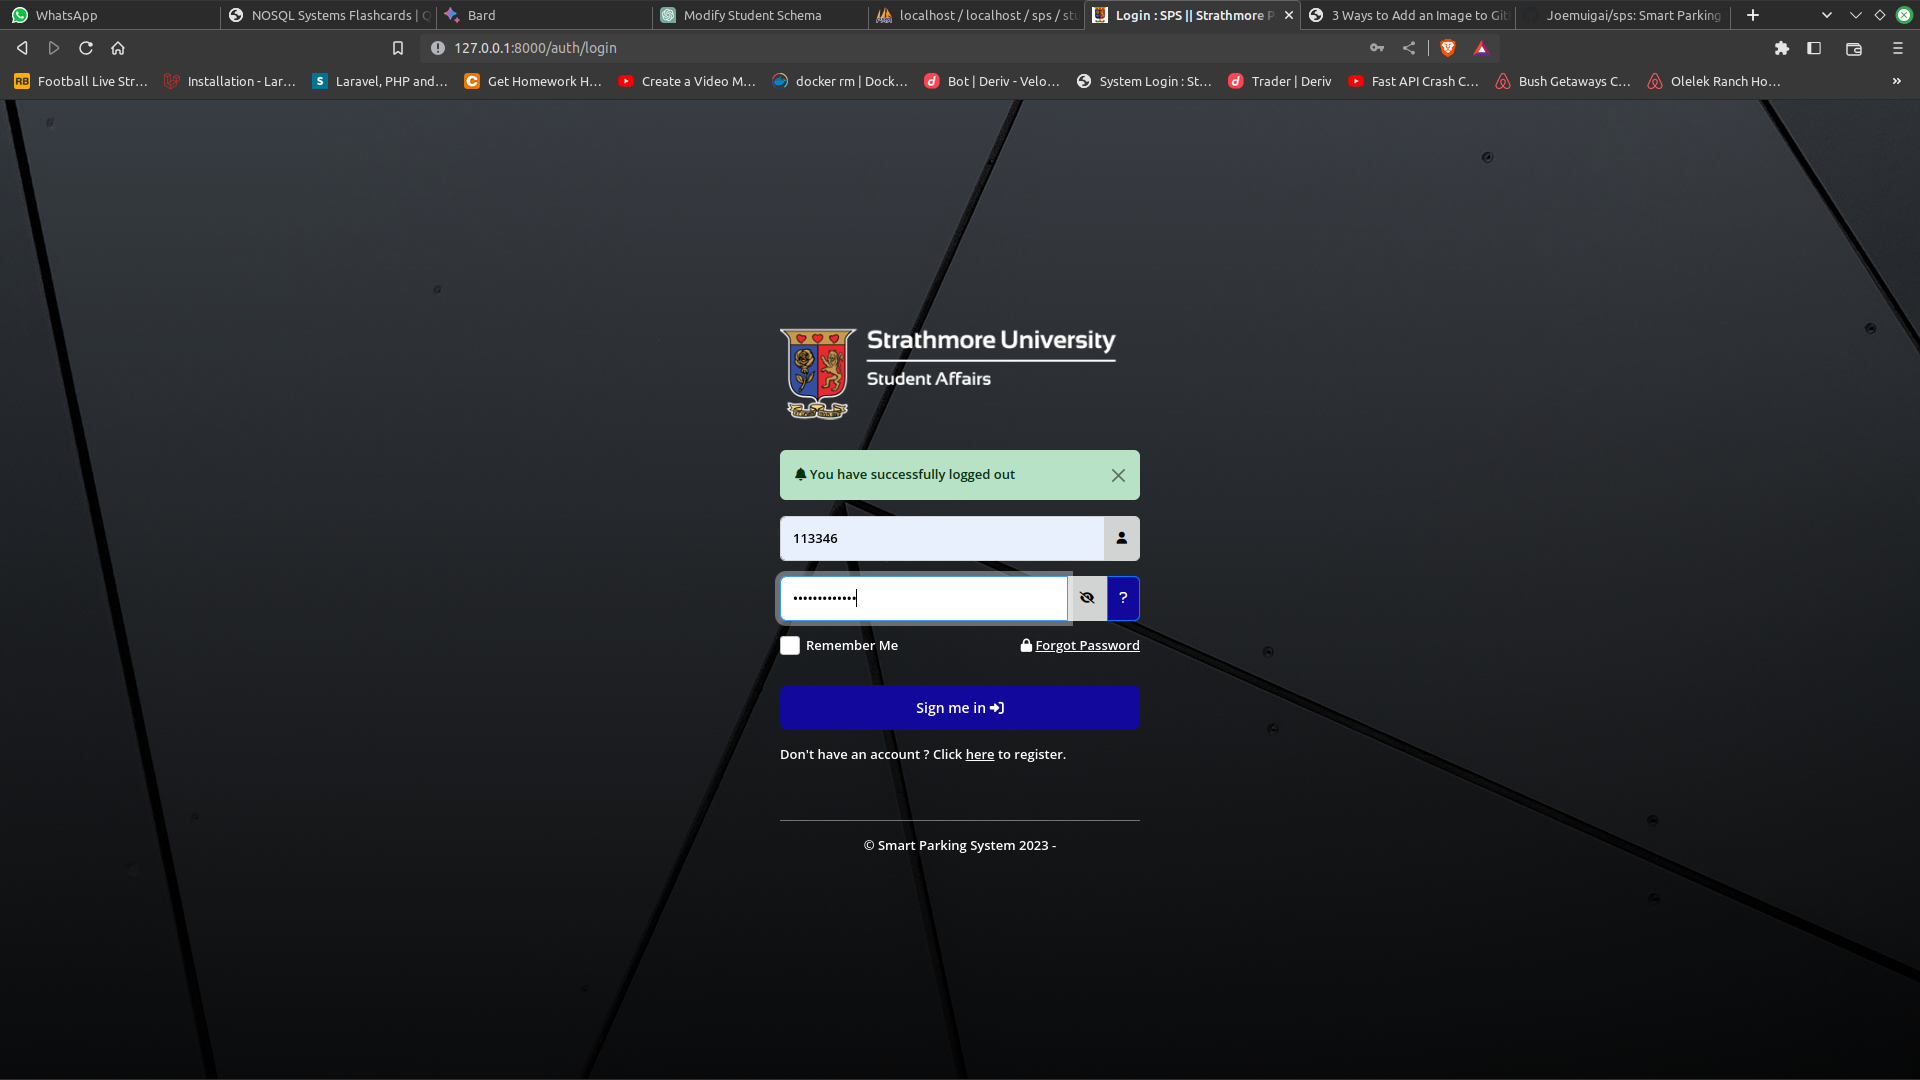 WhatsApp
NOSQL Systems Flashcards | Q
Bard
Modify Student Schema
localhost / localhost / sps / stu
Login : SPS || Strathmore P
3 Ways to Add an Image to Git
Joemuigai/sps: Smart Parking
127.0.0.1:8000/auth/login
RB Football Live Str...
Installation - Lar...
S Laravel, PHP and...
Get Homework H...
Create a Video M...
docker rm | Dock...
Bot | Deriv - Velo...
System Login : St...
Trader | Deriv
Fast API Crash C...
Bush Getaways C...
Olelek Ranch Ho...
»
Strathmore University
Student Affairs
You have successfully logged out
113346
•••••••••••••
?
Remember Me
Forgot Password
Sign me in
Don't have an account ? Click here to register.
© Smart Parking System 2023 -